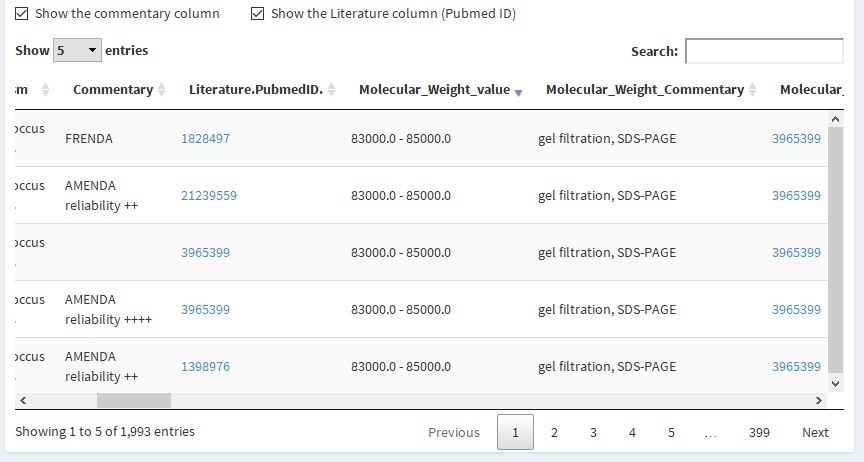 Show the commentary column Show the Literature column (Pubmed ID)
Show 5 entries Search:
sm Commentary Literature.PubmedID. Molecular_Weight_value Molecular_Weight_Commentary Molecular_
occus FRENDA 1828497 83000.0 - 85000.0 gel filtration, SDS-PAGE 3965399
occus AMENDA
reliability ++ 21239559 83000.0 - 85000.0 gel filtration, SDS-PAGE 3965399
occus 3965399 83000.0 - 85000.0 gel filtration, SDS-PAGE 3965399
occus AMENDA
reliability ++++ 3965399 83000.0 - 85000.0 gel filtration, SDS-PAGE 3965399
occus AMENDA
reliability ++ 1398976 83000.0 - 85000.0 gel filtration, SDS-PAGE 3965399
Showing 1 to 5 of 1,993 entries Previous 1 2 3 4 5 … 399 Next